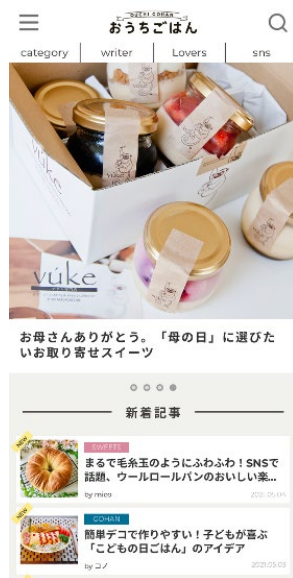 OUCHI GOHAN
おうちごはん
category writer Lovers sns
vúke
お母さんありがとう。「母の日」に選びた
いお取り寄せスイーツ
新着記事
NEW
SWEETS
まるで毛糸玉のようにふわふわ！SNSで
話題、ウールロールパンのおいしい楽...
by mico
2021.05.04
NEW
GOHAN
簡単デコで作りやすい！子どもが喜ぶ
「こどもの日ごはん」のアイデア
by コノ
2021.05.03